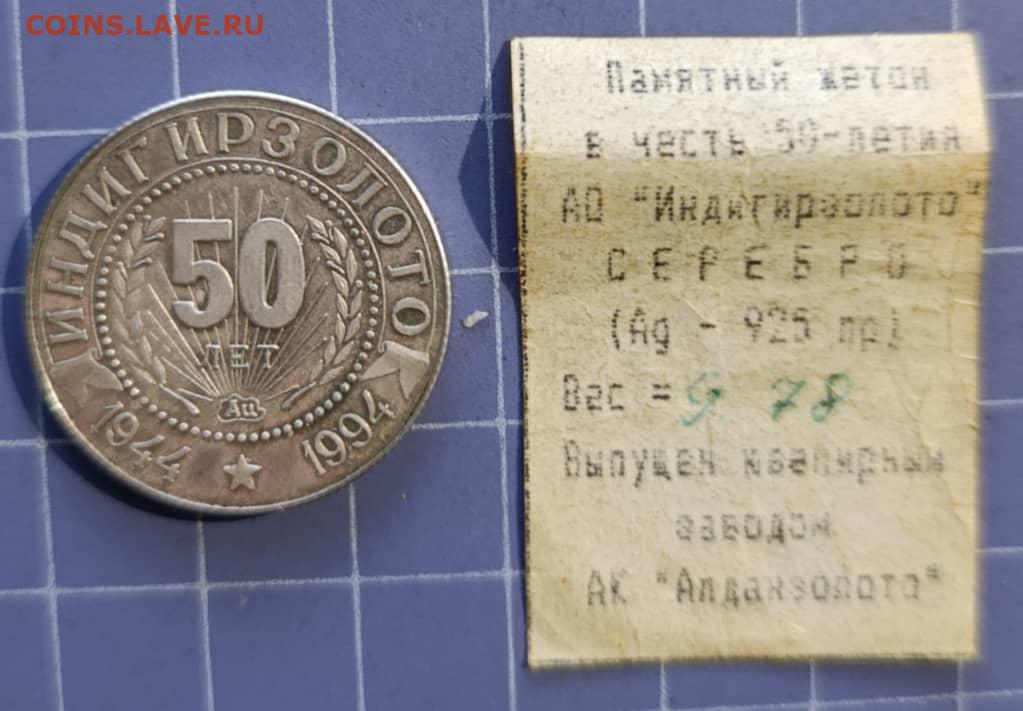 COINS.LAVE.RU
ИНДИГИРЗОЛОТО
50
ЛЕТ
Au
1944 1994
Памятный жетон
в честь 50-летия
АО "Индигирзолото"
СЕРЕБРО
(Ag - 925 пр)
Вес = 9 78
Выпущен ювелирным
заводом
АК "Алданзолото"